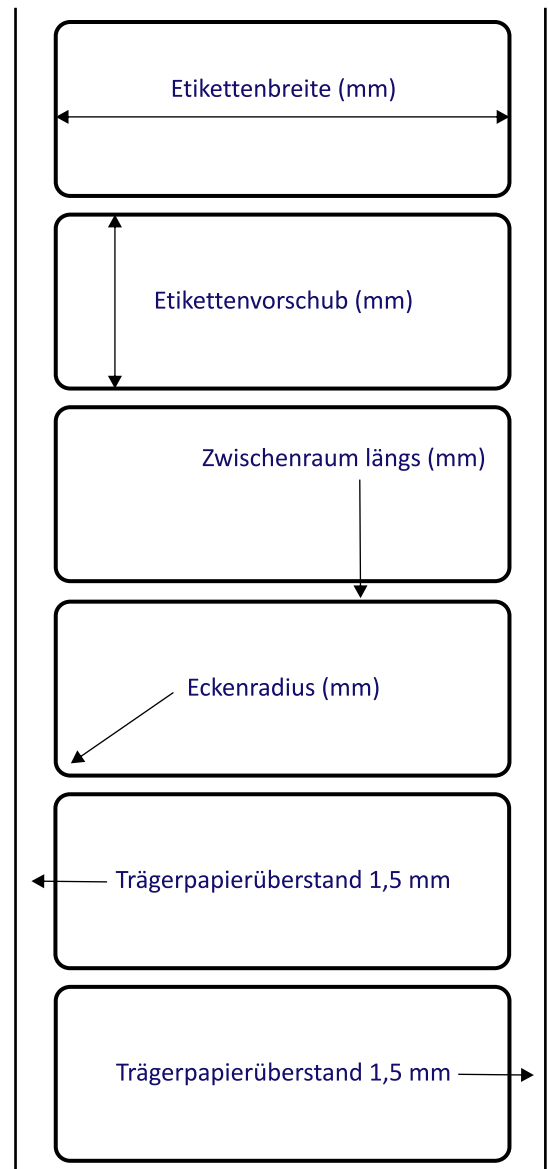 Etikettenbreite (mm)
Etikettenvorschub (mm)
Zwischenraum längs (mm)
Eckenradius (mm)
Trägerpapierüberstand 1,5 mm
Trägerpapierüberstand 1,5 mm